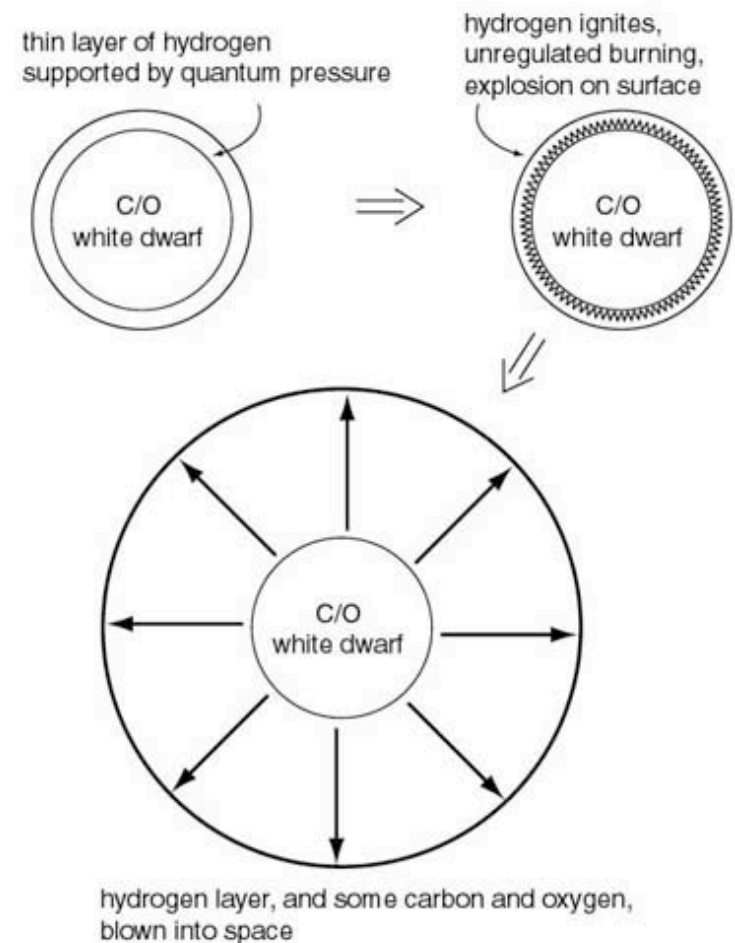 thin layer of hydrogen
supported by quantum pressure
hydrogen ignites,
unregulated burning,
explosion on surface
C/O
white dwarf
C/O
white dwarf
C/O
white dwarf
hydrogen layer, and some carbon and oxygen,
blown into space